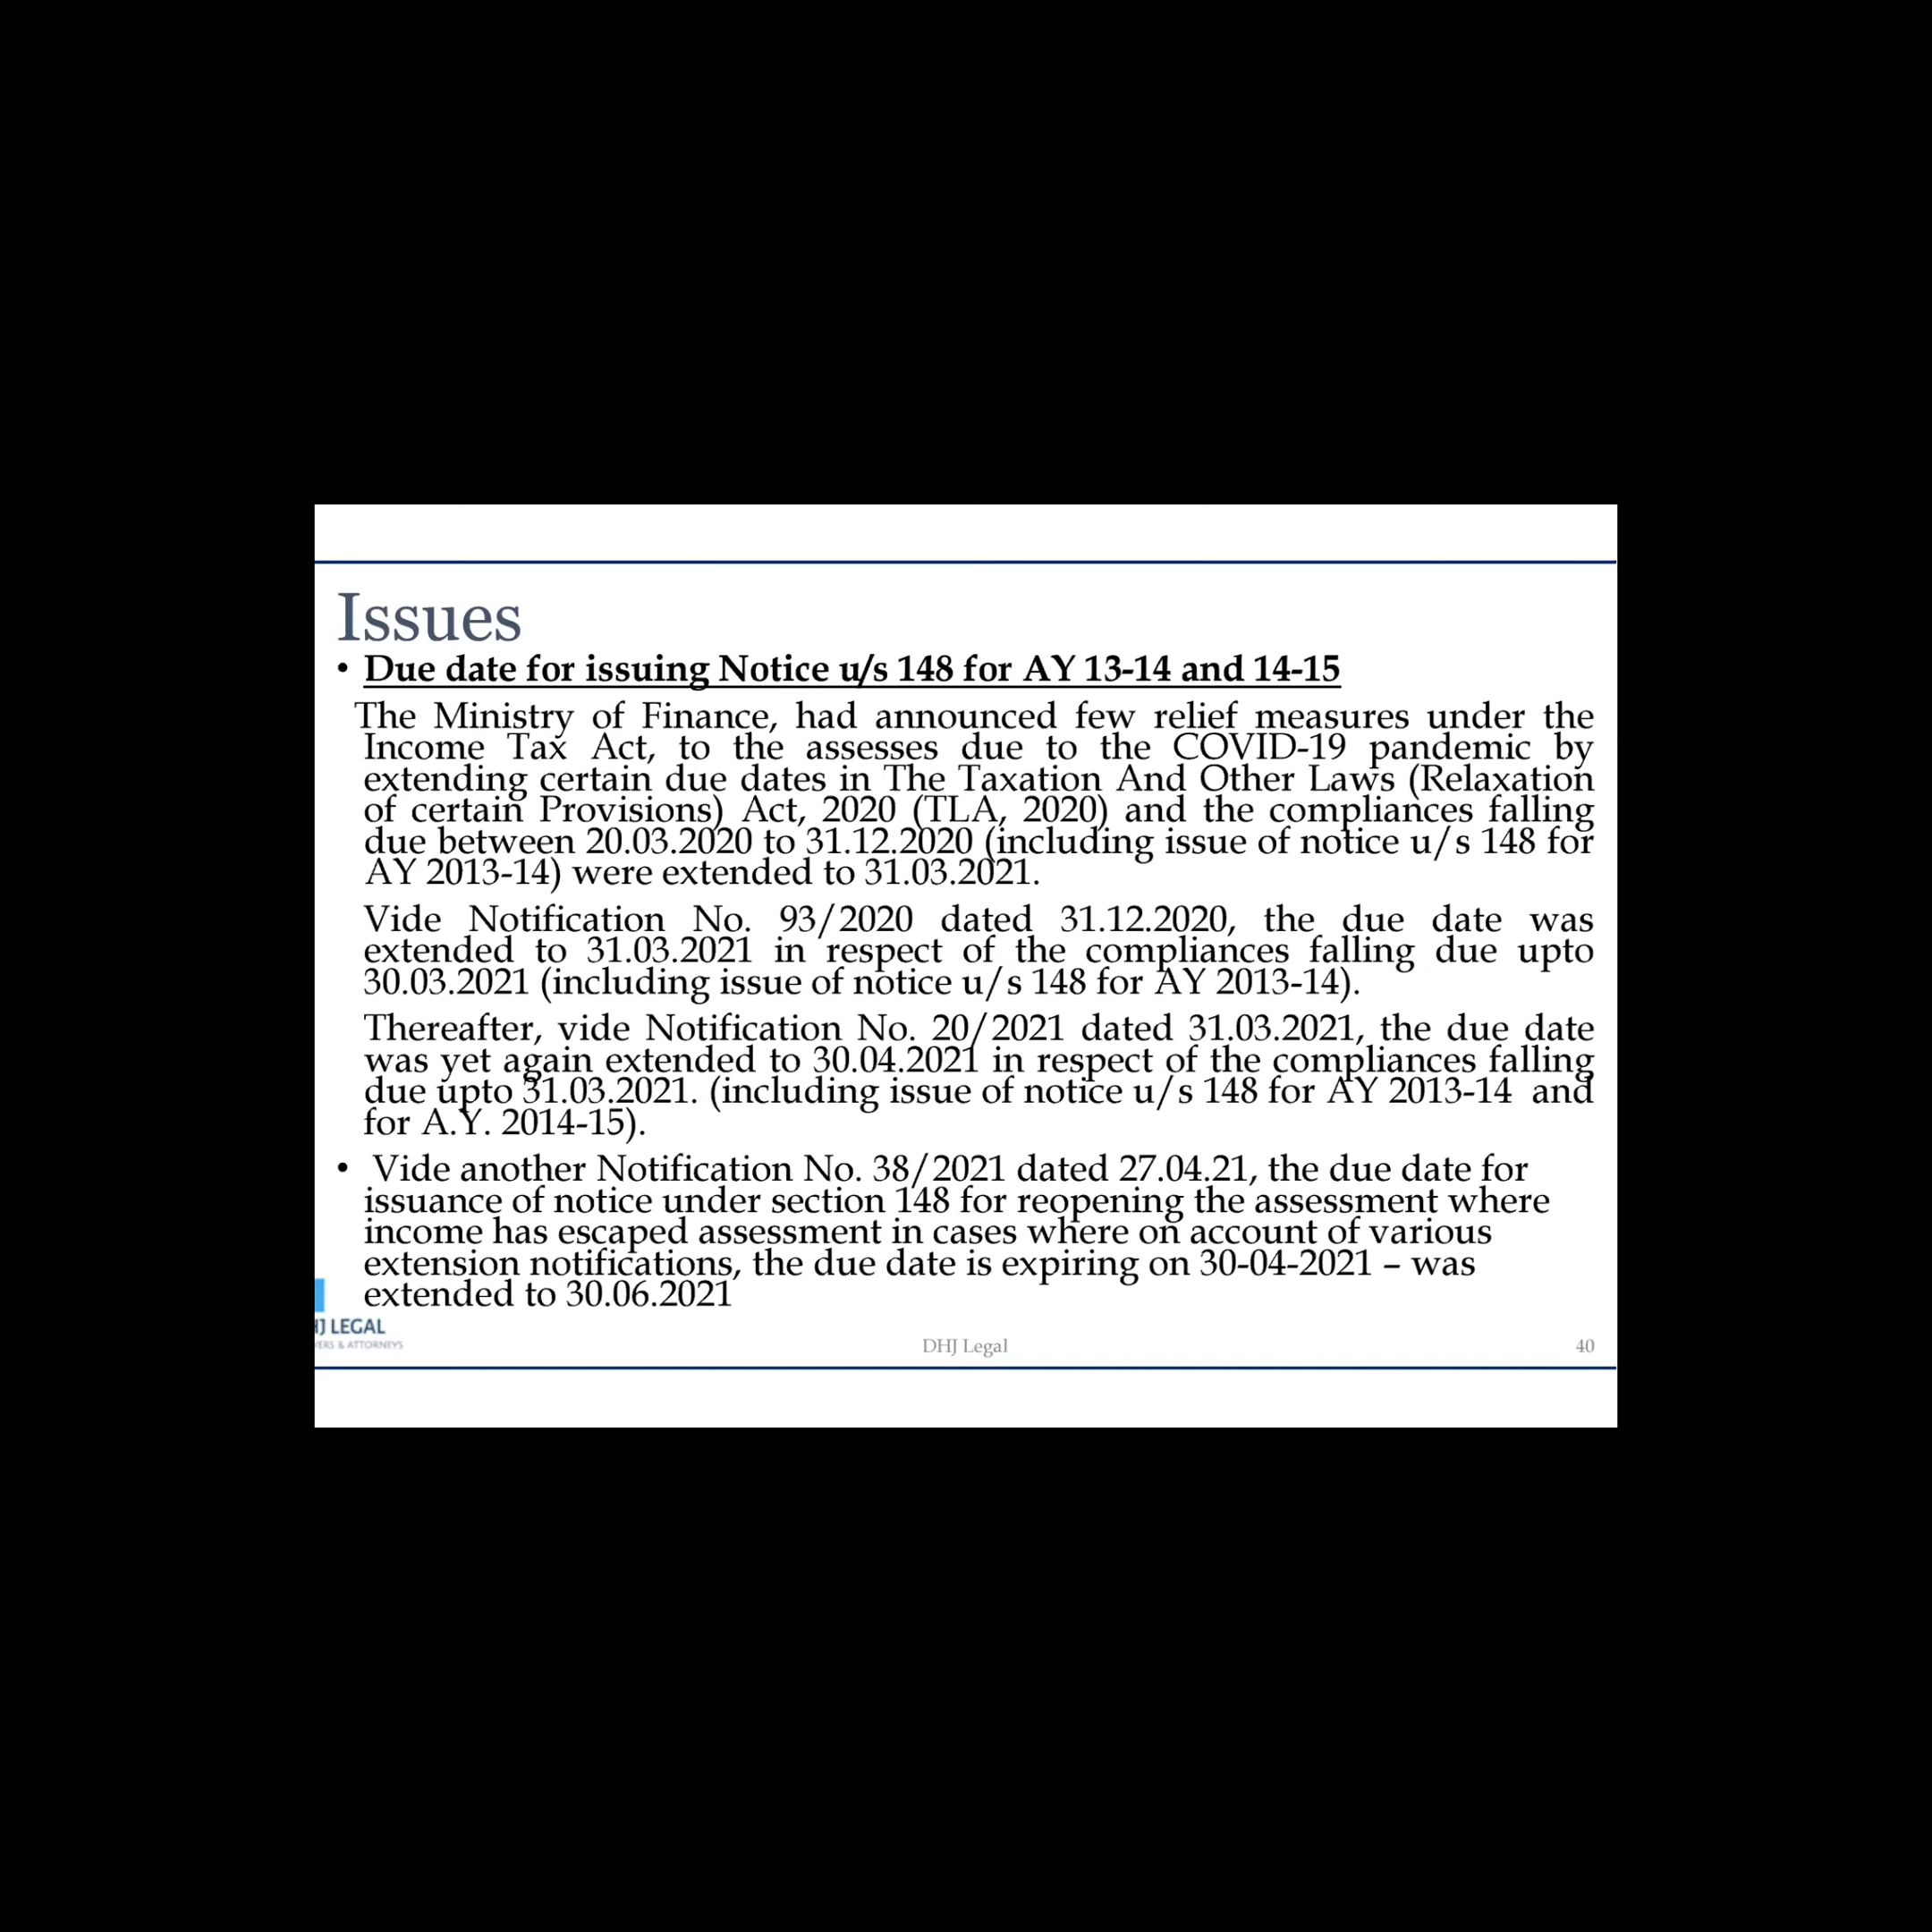 Issues
• Due date for issuing Notice u/s 148 for AY 13-14 and 14-15
The Ministry of Finance, had announced few relief measures under the
Income Tax Act, to the assesses due to the COVID-19 pandemic by
extending certain due dates in The Taxation And Other Laws (Relaxation
of certain Provisions) Act, 2020 (TLA, 2020) and the compliances falling
due between 20.03.2020 to 31.12.2020 (including issue of notice u/s 148 for
AY 2013-14) were extended to 31.03.2021.
Vide Notification No. 93/2020 dated 31.12.2020, the due date was
extended to 31.03.2021 in respect of the compliances falling due upto
30.03.2021 (including issue of notice u/s 148 for AY 2013-14).
Thereafter, vide Notification No. 20/2021 dated 31.03.2021, the due date
was yet again extended to 30.04.2021 in respect of the compliances falling
due upto 31.03.2021. (including issue of notice u/s 148 for AY 2013-14 and
for A.Y. 2014-15).
• Vide another Notification No. 38/2021 dated 27.04.21, the due date for
issuance of notice under section 148 for reopening the assessment where
income has escaped assessment in cases where on account of various
extension notifications, the due date is expiring on 30-04-2021 – was
extended to 30.06.2021
LEGAL
& ATTORNEYS
DHJ Legal
40